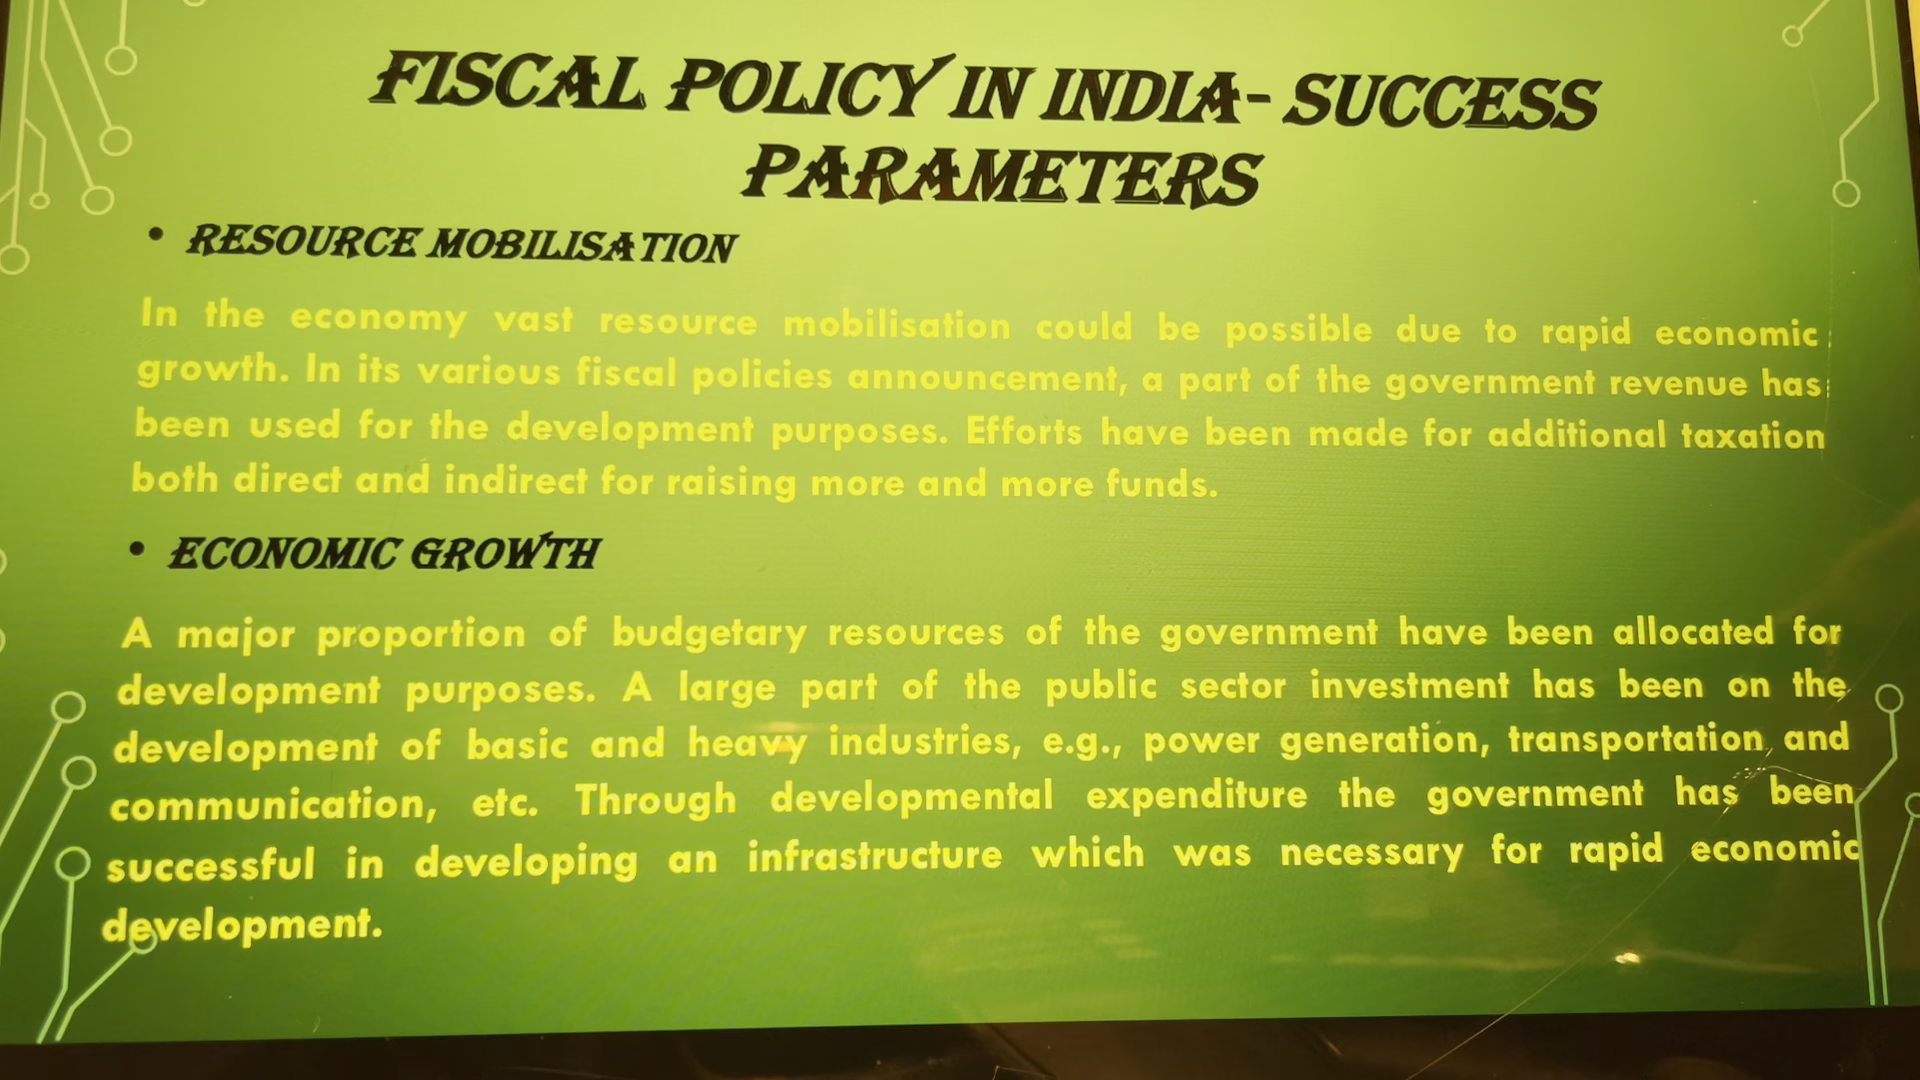 FISCAL POLICY IN INDIA- SUCCESS
PARAMETERS
• RESOURCE MOBILISATION
In the economy vast resource mobilisation could be possible due to rapid economic
growth. In its various fiscal policies announcement, a part of the government revenue has
been used for the development purposes. Efforts have been made for additional taxation
both direct and indirect for raising more and more funds.
• ECONOMIC GROWTH
A major proportion of budgetary resources of the government have been allocated for
development purposes. A large part of the public sector investment has been on the
development of basic and heavy industries, e.g., power generation, transportation and
communication, etc. Through developmental expenditure the government has been
successful in developing an infrastructure which was necessary for rapid economic
development.